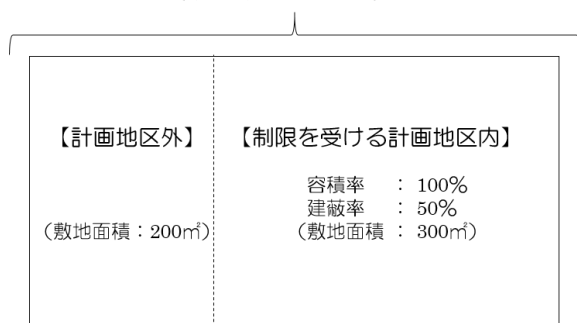 【計画地区外】
（敷地面積：200㎡）
【制限を受ける計画地区内】
容積率 ： 100%
建蔽率 ： 50%
（敷地面積 ： 300㎡）